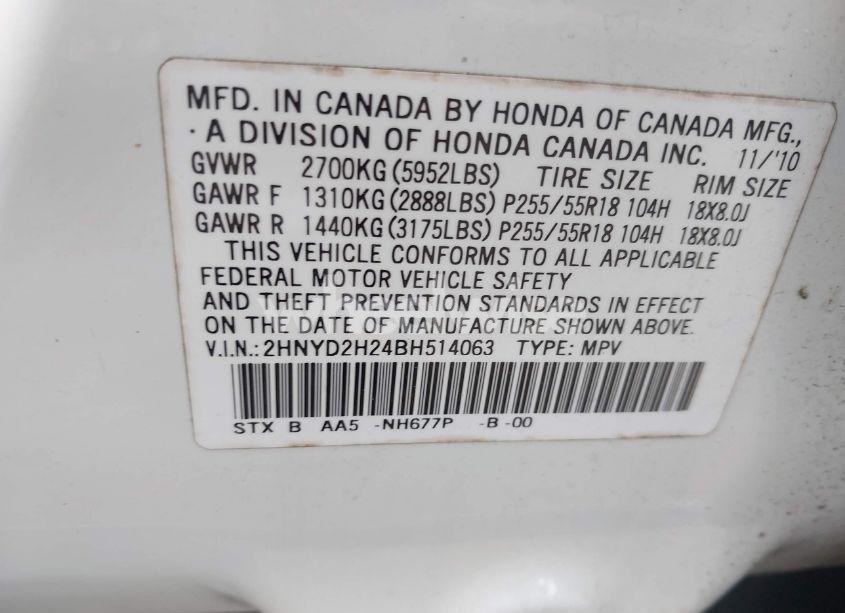 MFD. IN CANADA BY HONDA OF CANADA MFG.,
· A DIVISION OF HONDA CANADA INC. 11/'10
GVWR 2700KG (5952LBS) TIRE SIZE RIM SIZE
GAWR F 1310KG (2888LBS) P255/55R18 104H 18X8.0J
GAWR R 1440KG (3175LBS) P255/55R18 104H 18X8.0J
THIS VEHICLE CONFORMS TO ALL APPLICABLE
FEDERAL MOTOR VEHICLE SAFETY
AND THEFT PREVENTION STANDARDS IN EFFECT
ON THE DATE OF MANUFACTURE SHOWN ABOVE.
V.I.N.: 2HNYD2H24BH514063 TYPE: MPV
STX B AA5 -NH677P -B -00